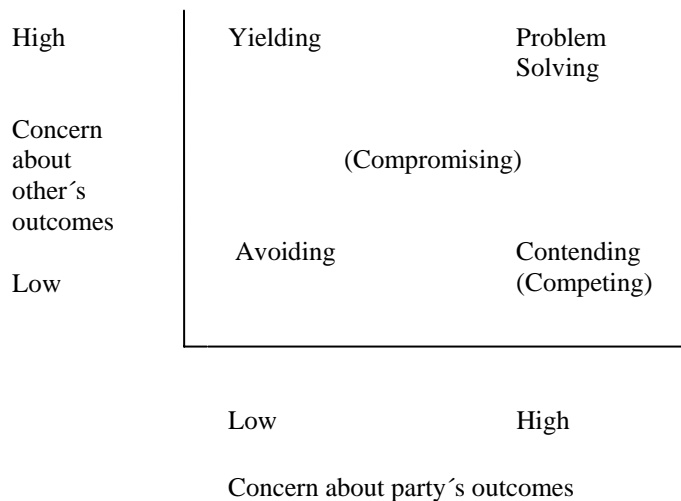 High Yielding Problem
Solving
Concern
about
other´s
outcomes
(Compromising)
Avoiding Contending
Low (Competing)
Low High
Concern about party´s outcomes